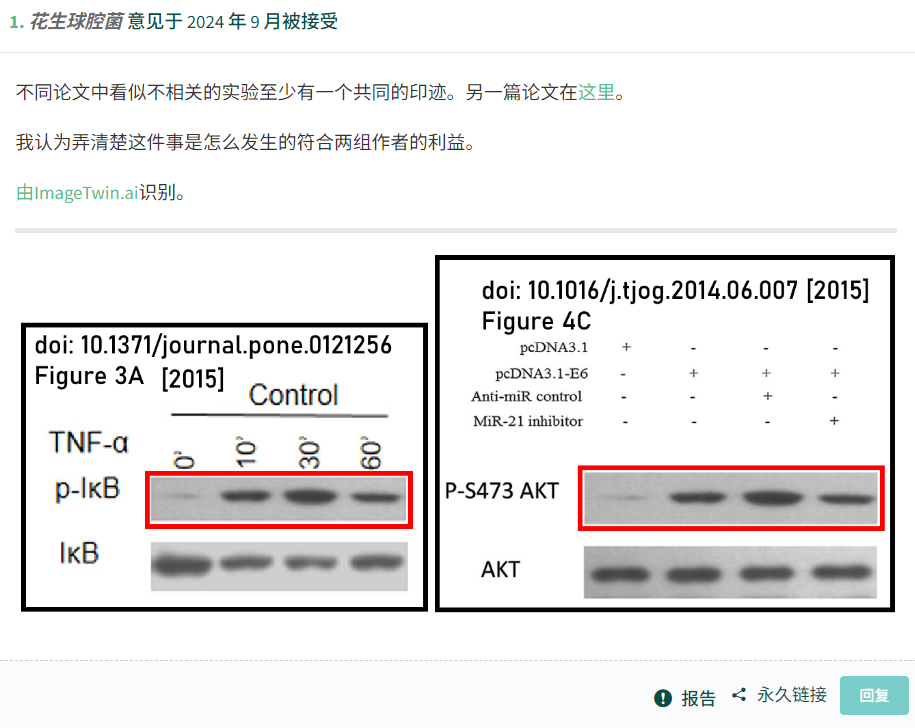 1. 花生球腔菌 意见于 2024 年 9 月被接受
不同论文中看似不相关的实验至少有一个共同的印迹。另一篇论文在这里。
我认为弄清楚这件事是怎么发生的符合两组作者的利益。
由ImageTwin.ai识别。
doi: 10.1371/journal.pone.0121256
Figure 3A [2015]
Control
TNF-α 0' 10' 30' 60'
p-IκB
IκB
doi: 10.1016/j.tjog.2014.06.007 [2015]
Figure 4C
pcDNA3.1 + - - -
pcDNA3.1-E6 - + + +
Anti-miR control - - + -
MiR-21 inhibitor - - - +
P-S473 AKT
AKT
报告 永久链接 回复